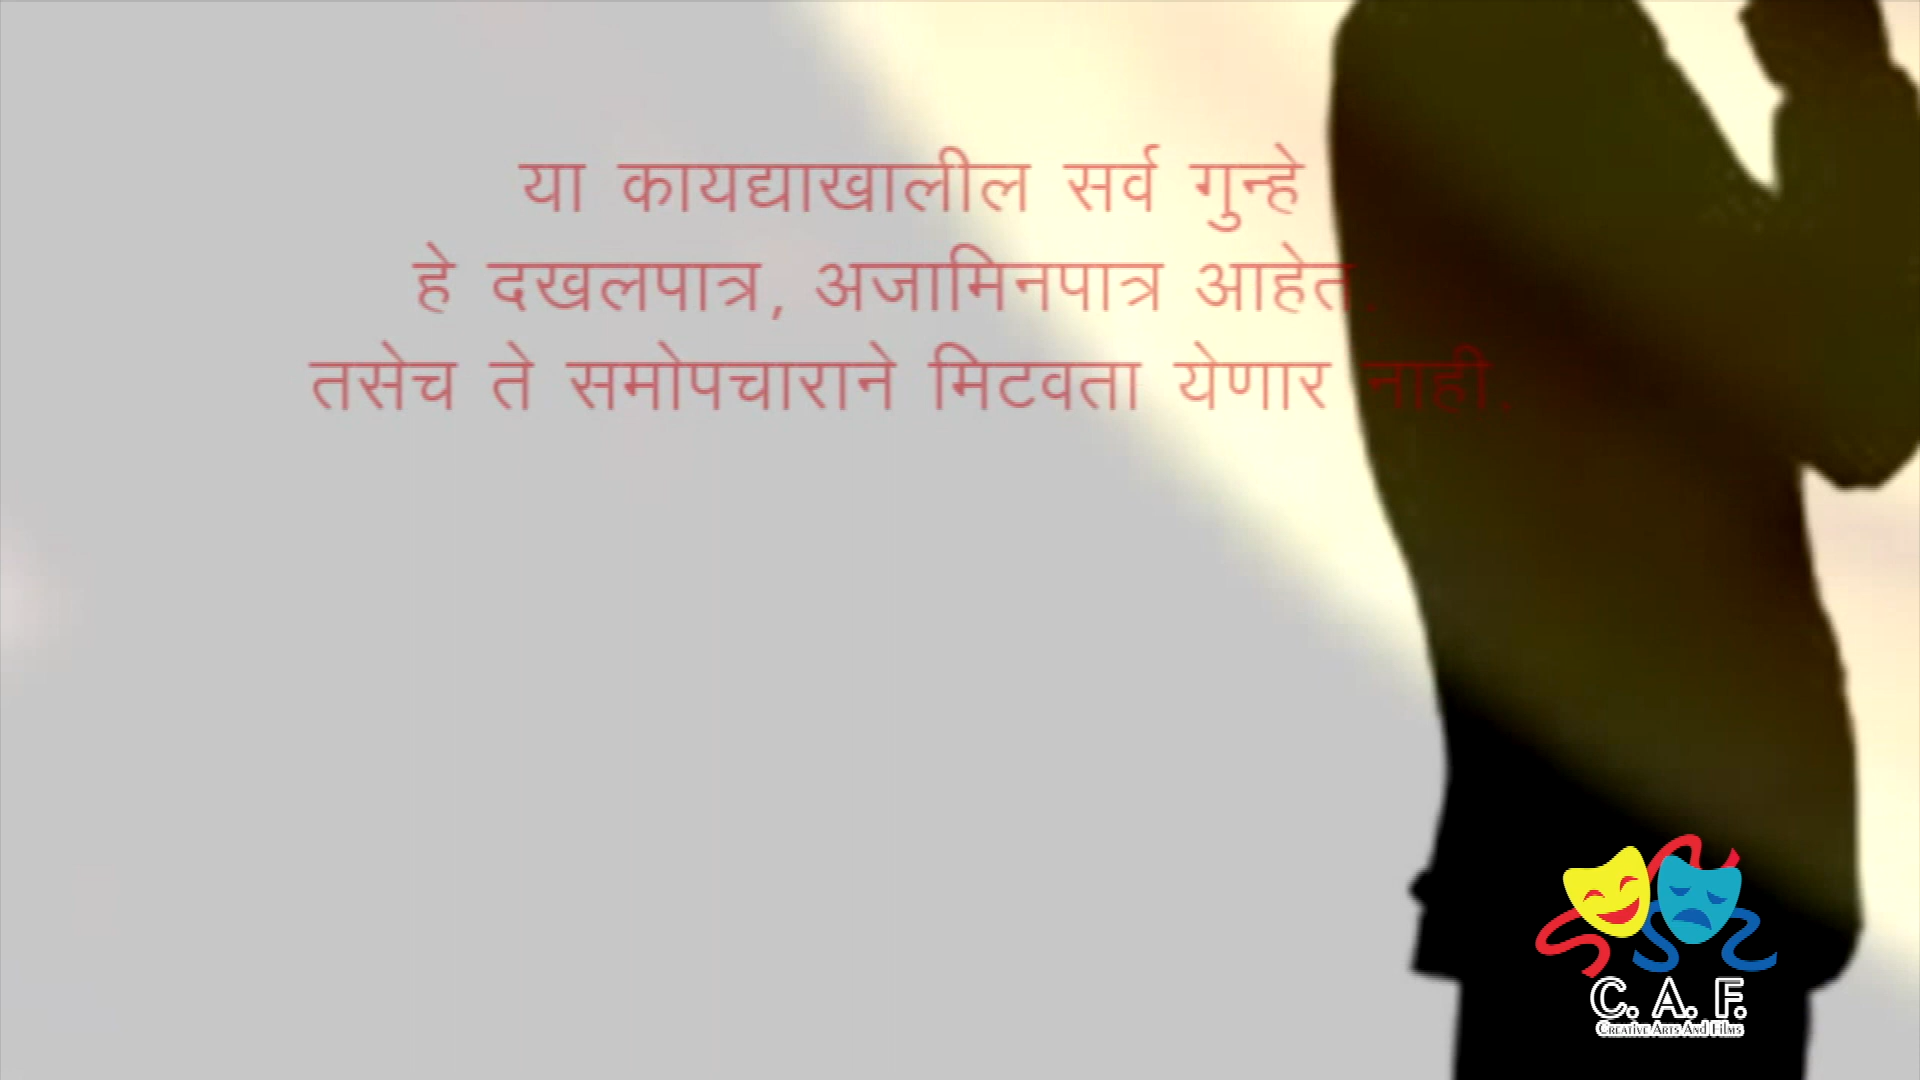 या कायद्याखालील सर्व गुन्हे
हे दखलपात्र, अजामिनपात्र आहेत.
तसेच ते समोपचाराने मिटवता येणार नाही.
C. A. F.
Creative Arts And Films